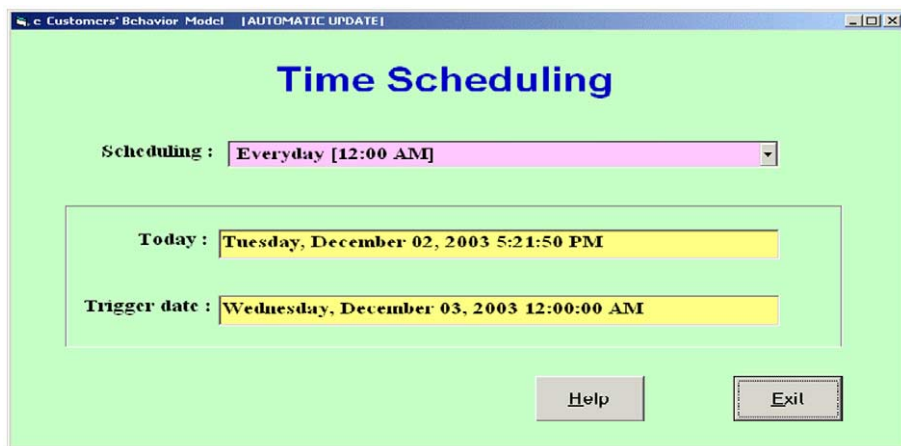 e Customers' Behavior Model [AUTOMATIC UPDATE]
Time Scheduling
Scheduling : Everyday [12:00 AM]
Today : Tuesday, December 02, 2003 5:21:50 PM
Trigger date : Wednesday, December 03, 2003 12:00:00 AM
Help Exit